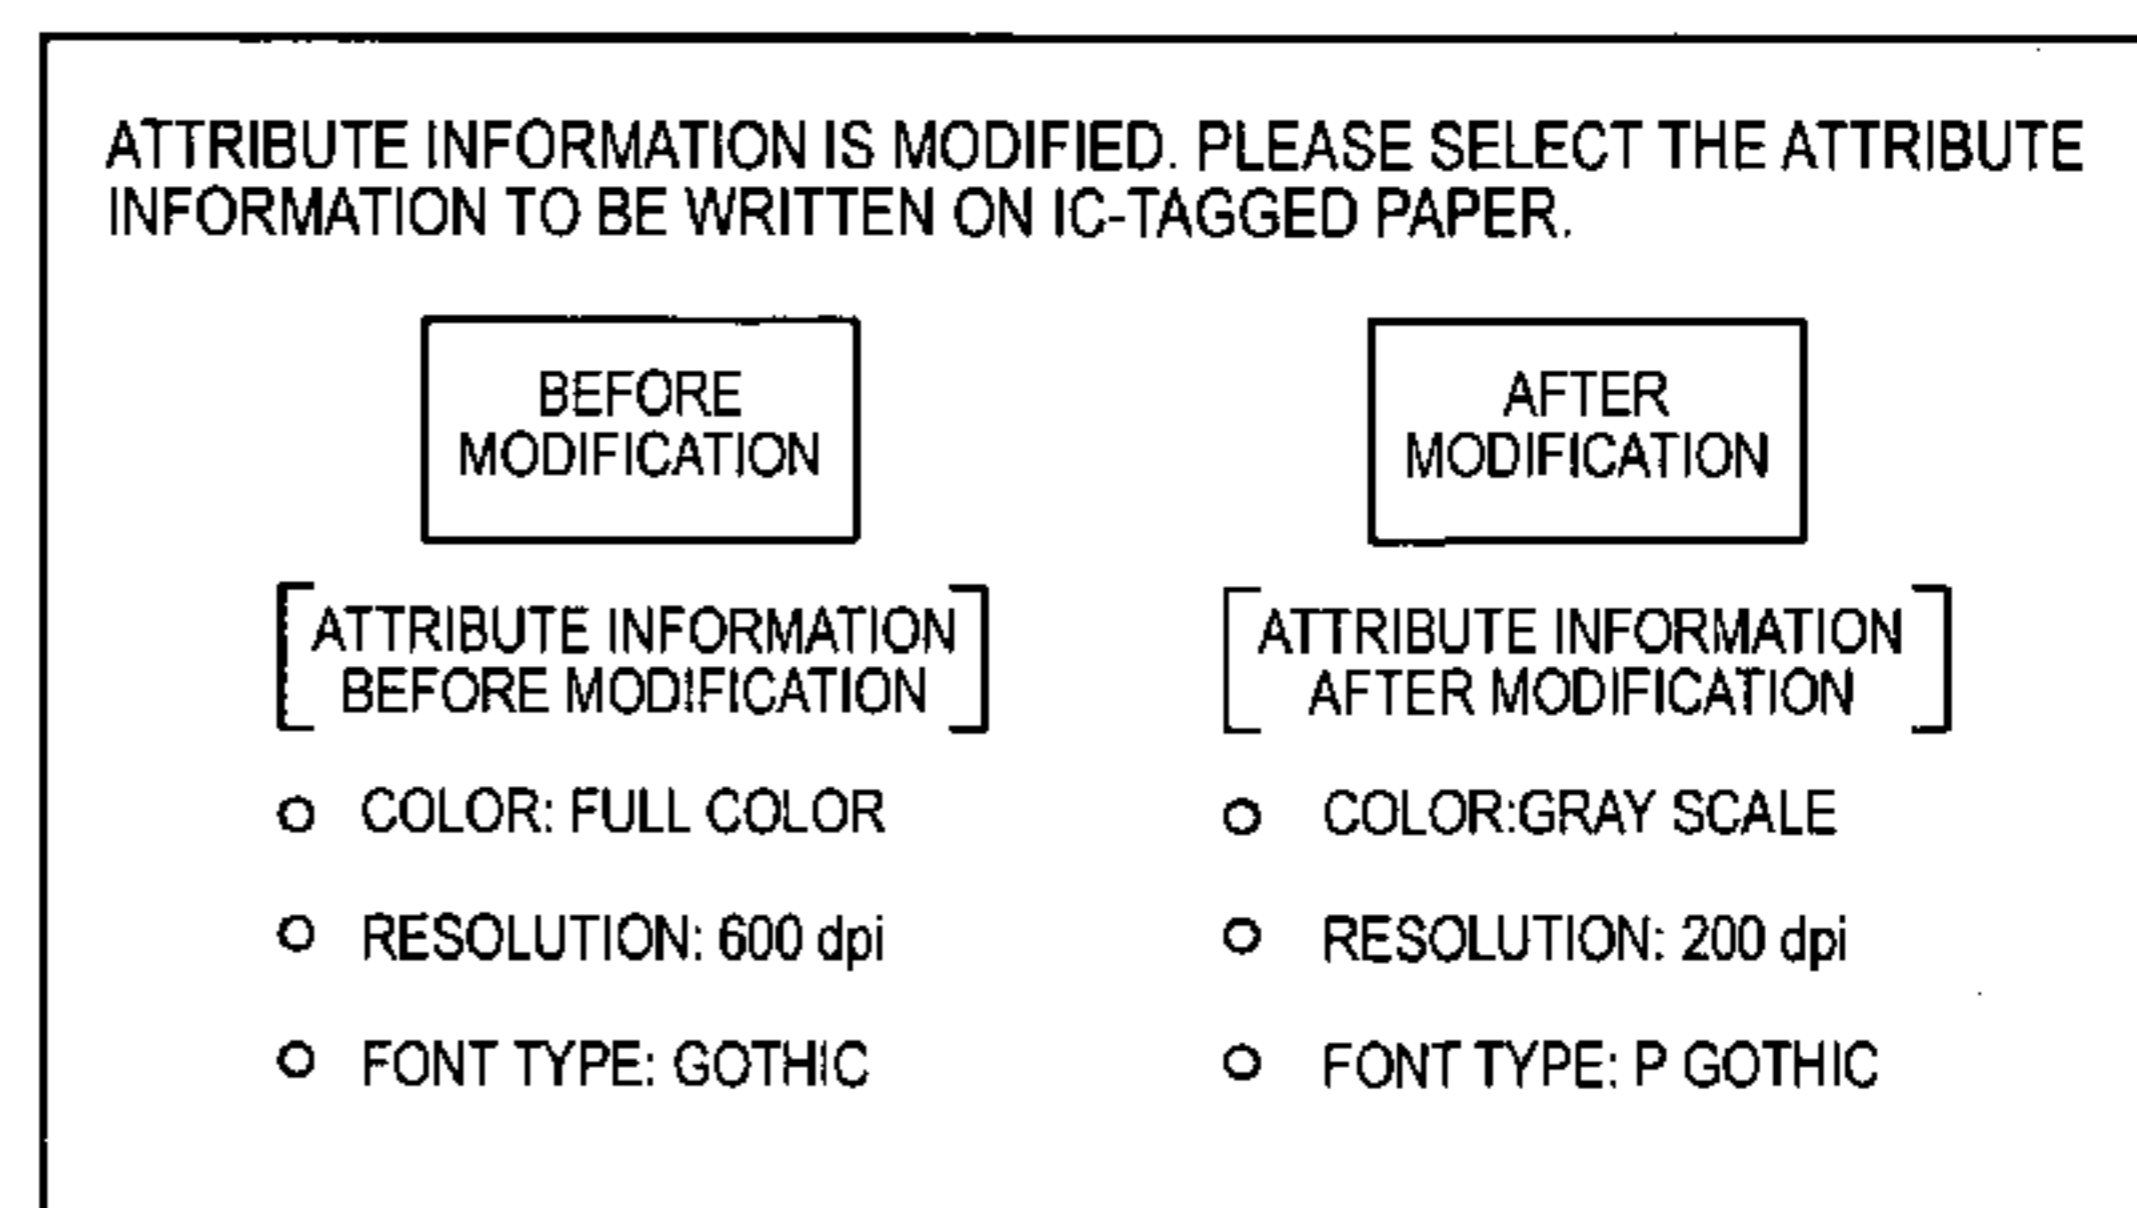 ATTRIBUTE INFORMATION IS MODIFIED. PLEASE SELECT THE ATTRIBUTE
INFORMATION TO BE WRITTEN ON IC-TAGGED PAPER.
BEFORE
MODIFICATION
AFTER
MODIFICATION
ATTRIBUTE INFORMATION
BEFORE MODIFICATION
ATTRIBUTE INFORMATION
AFTER MODIFICATION
COLOR: FULL COLOR
COLOR:GRAY SCALE
RESOLUTION: 600 dpi
RESOLUTION: 200 dpi
FONT TYPE: GOTHIC
FONT TYPE: P GOTHIC